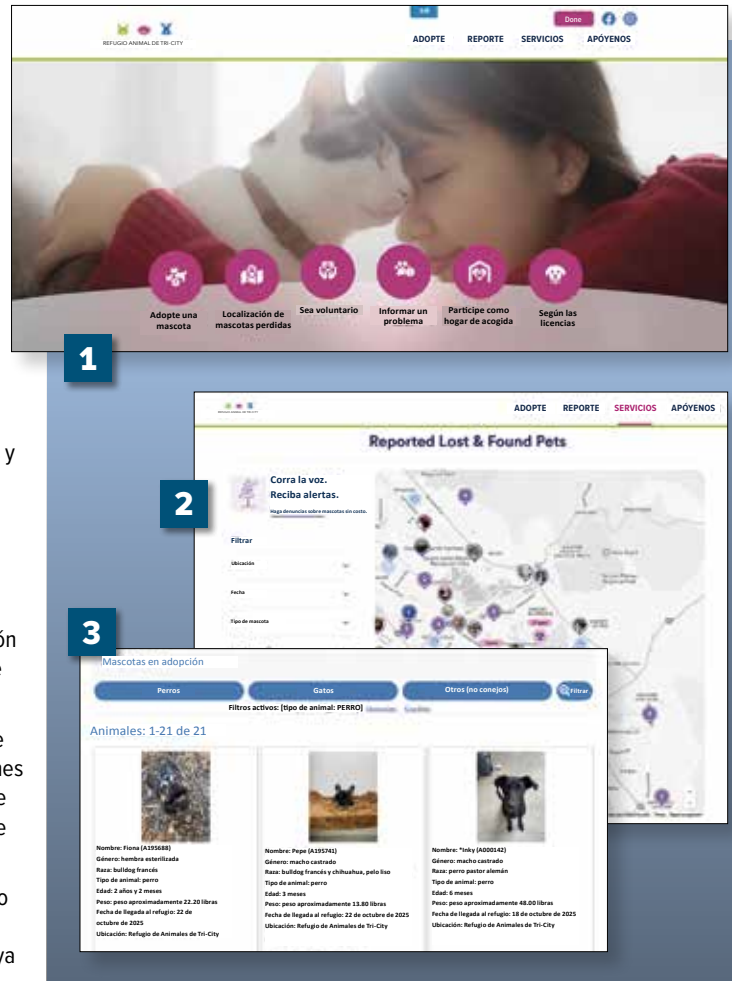 Done
REFUGIO ANIMAL DE TRI-CITY
ADOPTE REPORTE SERVICIOS APÓYENOS
Adopte una mascota
Localización de mascotas perdidas
Sea voluntario
Informar un problema
Participe como hogar de acogida
Según las licencias
1
y
ón
e
e
nes
e
e
o
ya
ADOPTE REPORTE SERVICIOS APÓYENOS
Reported Lost & Found Pets
2
Corra la voz.
Reciba alertas.
Haga denuncias sobre mascotas sin costo.
Filtrar
Ubicación
Fecha
Tipo de mascota
3
Mascotas en adopción
Perros Gatos Otros (no conejos) Filtrar
Filtros activos: [tipo de animal: PERRO]
Animales: 1-21 de 21
Nombre: Fiona (A195688)
Género: hembra esterilizada
Raza: bulldog francés
Tipo de animal: perro
Edad: 2 años y 2 meses
Peso: peso aproximadamente 22.20 libras
Fecha de llegada al refugio: 22 de
octubre de 2025
Ubicación: Refugio de Animales de Tri-City
Nombre: Pepe (A195741)
Género: macho castrado
Raza: bulldog francés y chihuahua, pelo liso
Tipo de animal: perro
Edad: 3 meses
Peso: peso aproximadamente 13.80 libras
Fecha de llegada al refugio: 22 de octubre de 2025
Ubicación: Refugio de Animales de Tri-City
Nombre: *Inky (A000142)
Género: macho castrado
Raza: perro pastor alemán
Tipo de animal: perro
Edad: 6 meses
Peso: peso aproximadamente 48.00 libras
Fecha de llegada al refugio: 18 de octubre de 2025
Ubicación: Refugio de Animales de Tri-City